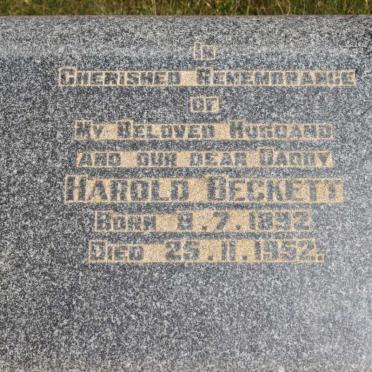 IN
CHERISHED REMEMBRANCE
OF
MY BELOVED HUSBAND
AND OUR DEAR DADDY
HAROLD BECKETT
BORN 8.7.1892
DIED 25.11.1952.